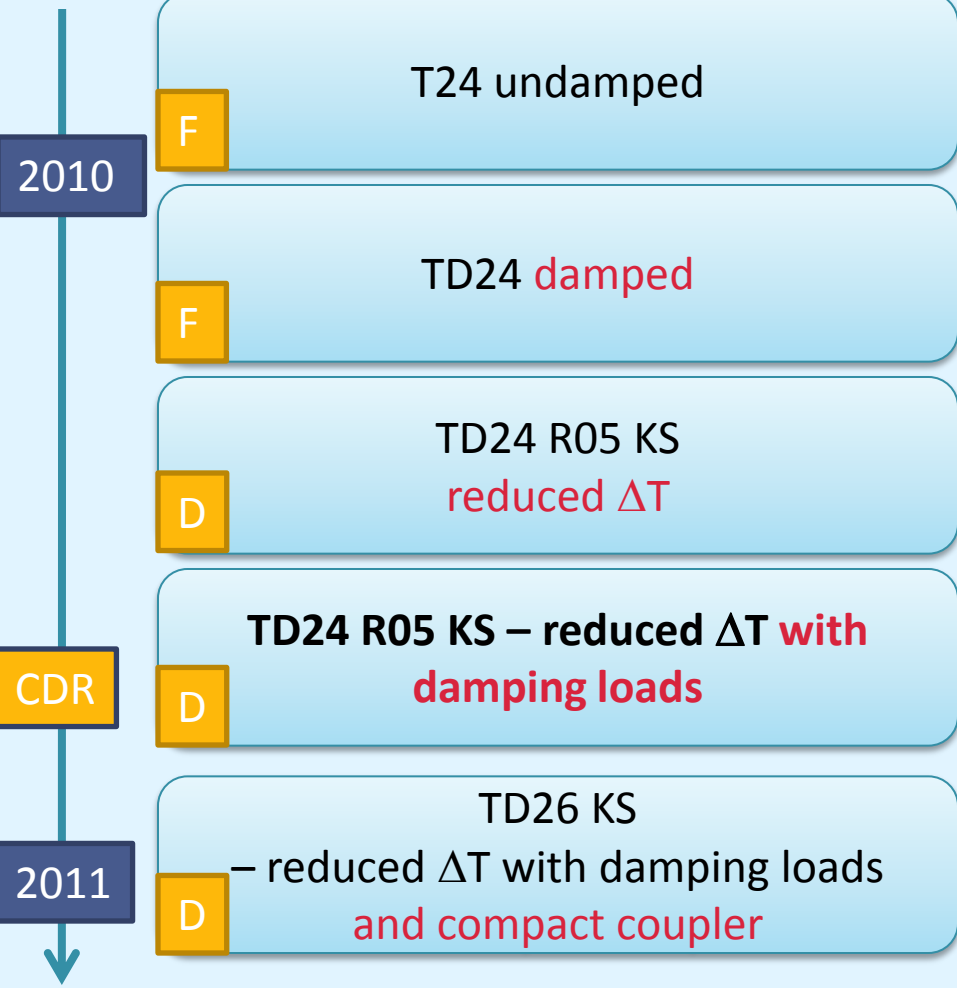 T24 undamped
F
2010
TD24 damped
F
TD24 R05 KS
reduced ΔT
D
TD24 R05 KS – reduced ΔT with
damping loads
CDR
D
TD26 KS
– reduced ΔT with damping loads
and compact coupler
2011
D